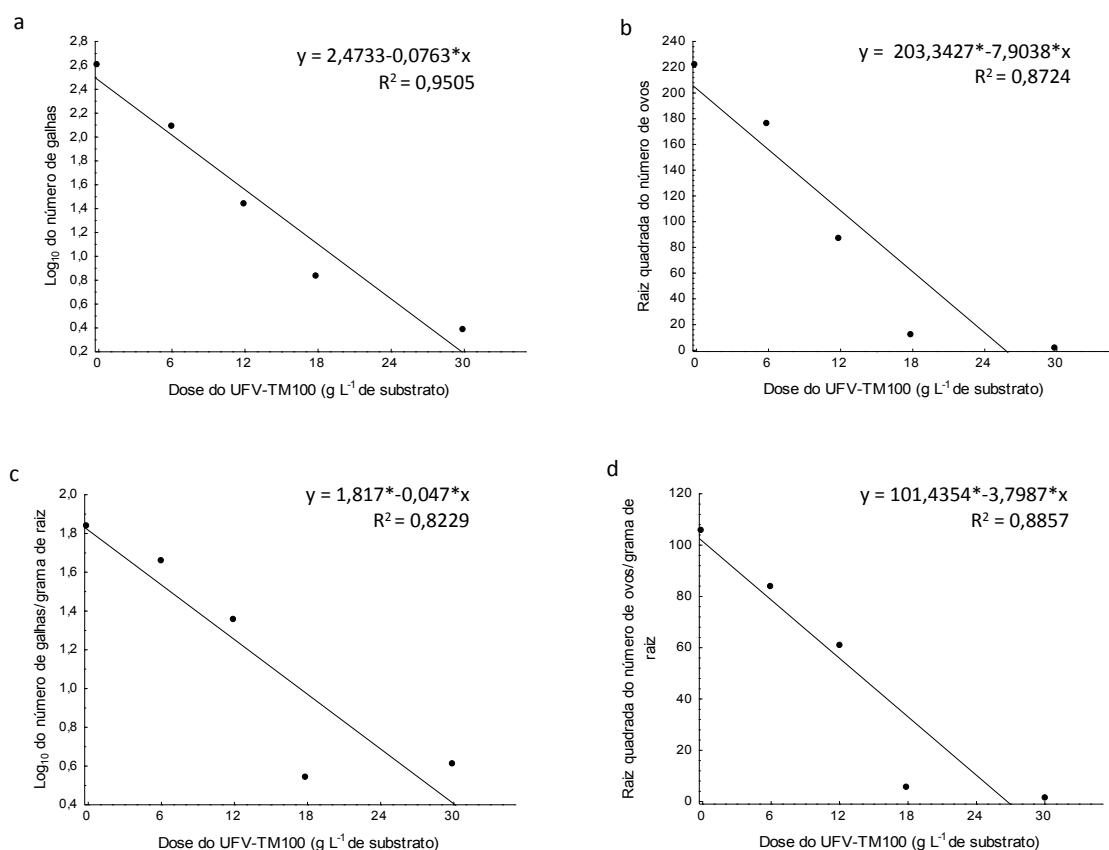 a
y = 2,4733-0,0763*x
R² = 0,9505
Log₁₀ do número de galhas
2,8
2,6
2,4
2,2
2,0
1,8
1,6
1,4
1,2
1,0
0,8
0,6
0,4
0,2
0 6 12 18 24 30
Dose do UFV-TM100 (g L⁻¹ de substrato)
b
y = 203,3427*-7,9038*x
R² = 0,8724
Raiz quadrada do número de ovos
240
220
200
180
160
140
120
100
80
60
40
20
0
0 6 12 18 24 30
Dose do UFV-TM100 (g L⁻¹ de substrato)
c
y = 1,817*-0,047*x
R² = 0,8229
Log₁₀ do número de galhas/grama de raiz
2,0
1,8
1,6
1,4
1,2
1,0
0,8
0,6
0,4
0 6 12 18 24 30
Dose do UFV-TM100 (g L⁻¹ de substrato)
d
y = 101,4354*-3,7987*x
R² = 0,8857
Raiz quadrada do número de ovos/grama de
raiz
120
100
80
60
40
20
0
0 6 12 18 24 30
Dose do UFV-TM100 (g L⁻¹ de substrato)